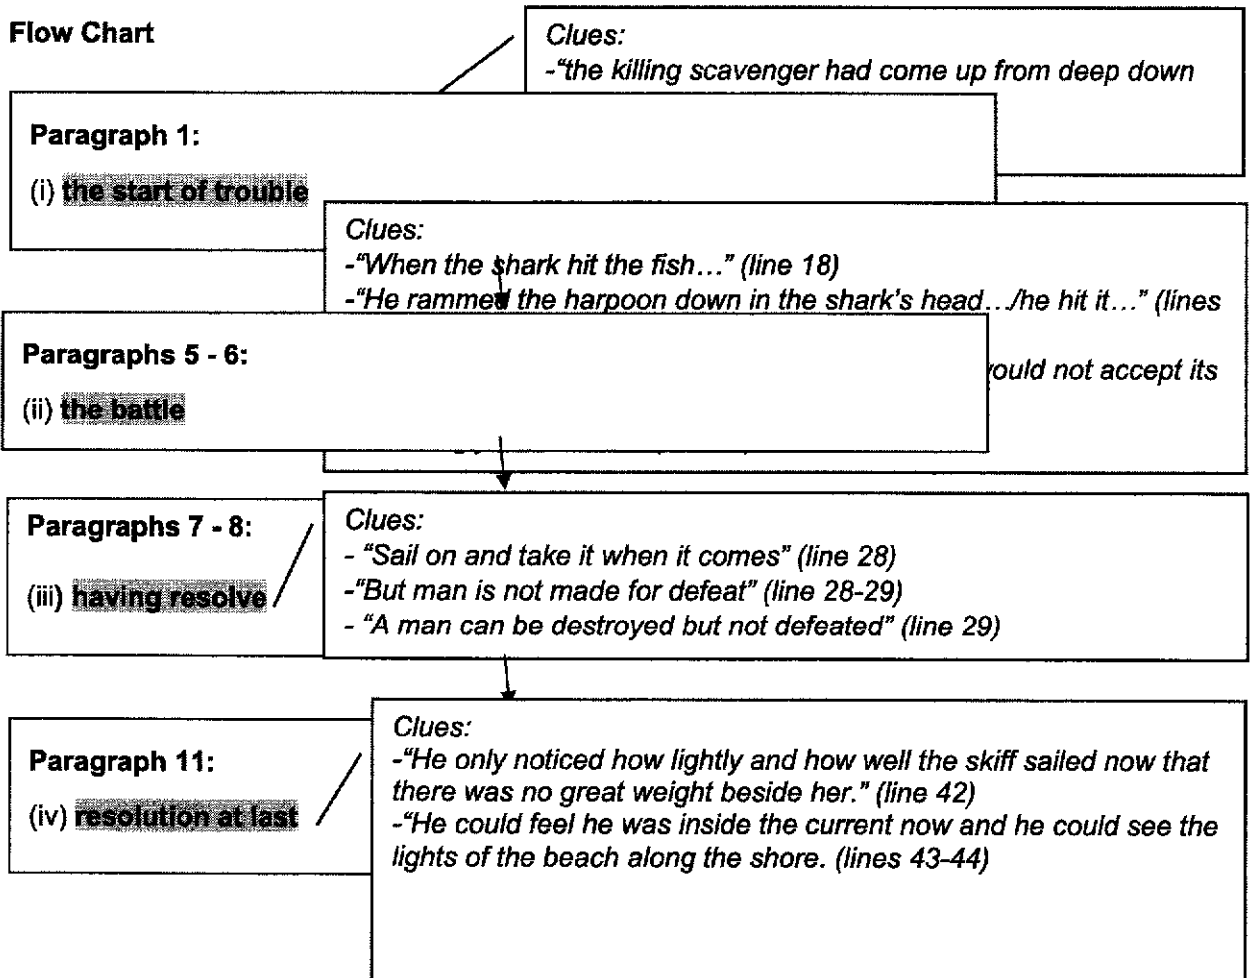 Flow Chart
Clues:
-"the killing scavenger had come up from deep down
Paragraph 1:
(i) the start of trouble
Clues:
-"When the shark hit the fish…" (line 18)
-"He rammed the harpoon down in the shark's head…/he hit it…" (lines
Paragraphs 5 - 6:
(ii) the battle
would not accept its
Paragraphs 7 - 8:
(iii) having resolve
Clues:
- "Sail on and take it when it comes" (line 28)
-"But man is not made for defeat" (line 28-29)
- "A man can be destroyed but not defeated" (line 29)
Paragraph 11:
(iv) resolution at last
Clues:
-"He only noticed how lightly and how well the skiff sailed now that
there was no great weight beside her." (line 42)
-"He could feel he was inside the current now and he could see the
lights of the beach along the shore. (lines 43-44)